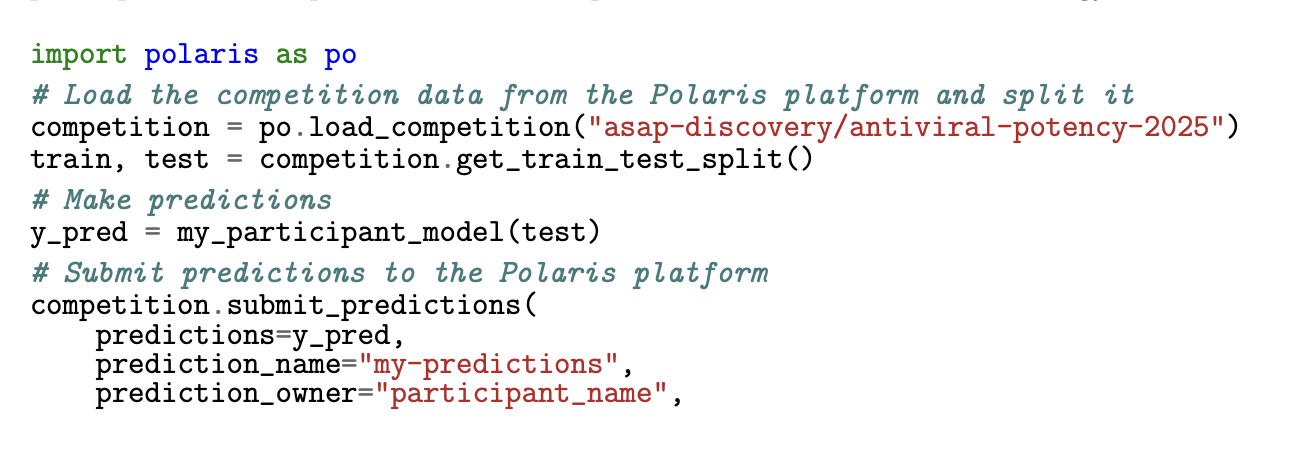 import polaris as po
# Load the competition data from the Polaris platform and split it
competition = po.load_competition("asap-discovery/antiviral-potency-2025")
train, test = competition.get_train_test_split()
# Make predictions
y_pred = my_participant_model(test)
# Submit predictions to the Polaris platform
competition.submit_predictions(
    predictions=y_pred,
    prediction_name="my-predictions",
    prediction_owner="participant_name",